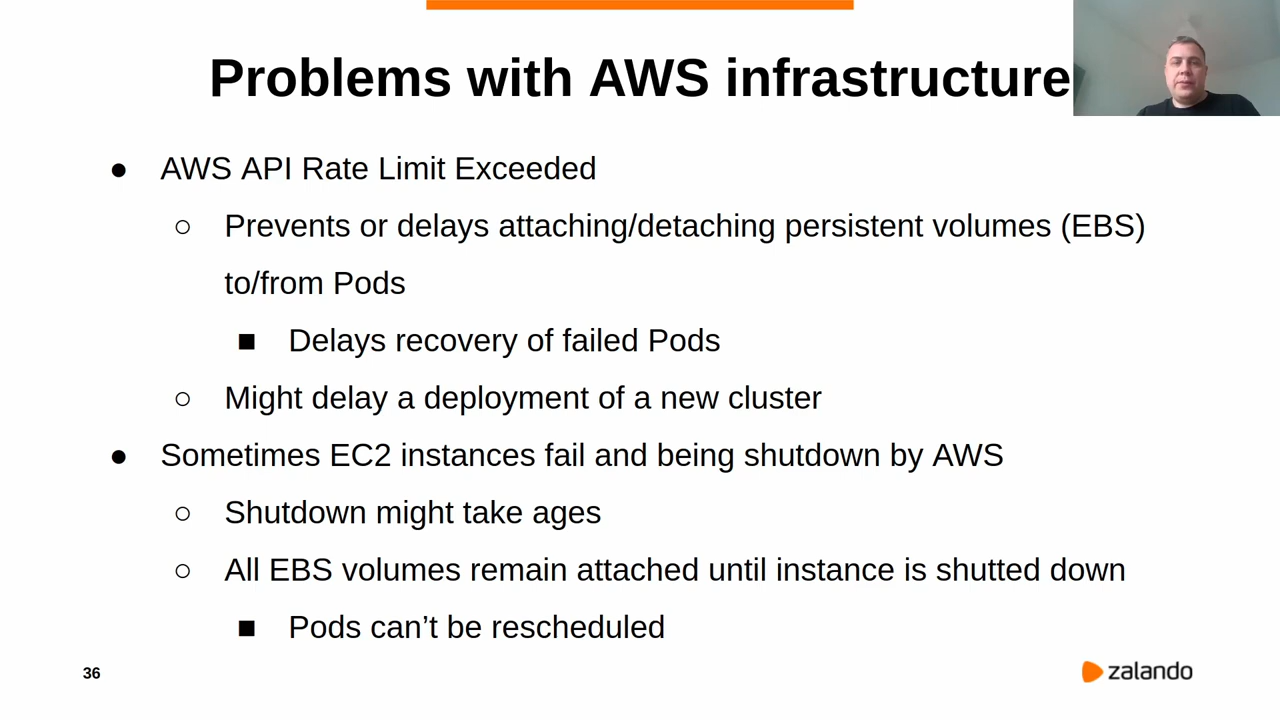 Problems with AWS infrastructure
● AWS API Rate Limit Exceeded
○ Prevents or delays attaching/detaching persistent volumes (EBS)
to/from Pods
■ Delays recovery of failed Pods
○ Might delay a deployment of a new cluster
● Sometimes EC2 instances fail and being shutdown by AWS
○ Shutdown might take ages
○ All EBS volumes remain attached until instance is shutted down
■ Pods can’t be rescheduled
36
zalando